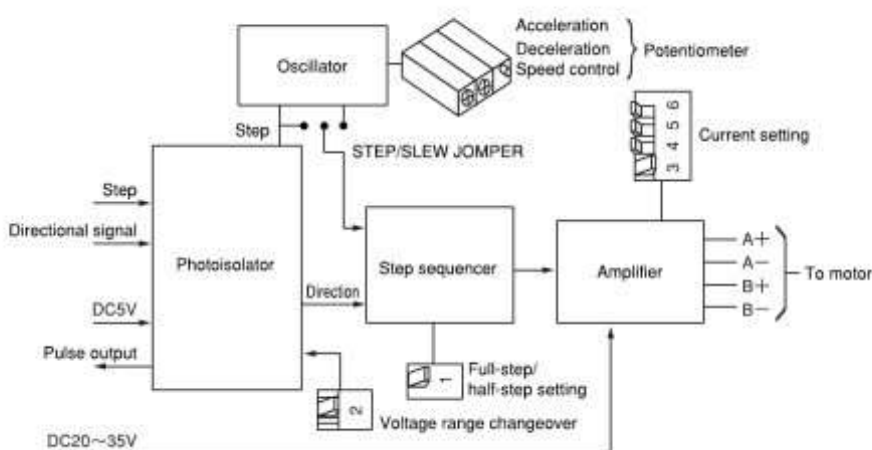 Acceleration
Deceleration
Speed control
Potentiometer
Oscillator
Step
STEP/SLEW JOMPER
6
5
4
3
Current setting
Step
Directional signal
DC5V
Pulse output
Photoisolator
Direction
Step sequencer
Amplifier
A+
A−
B+
B−
To motor
1
Full-step/
half-step setting
2
Voltage range changeover
DC20～35V